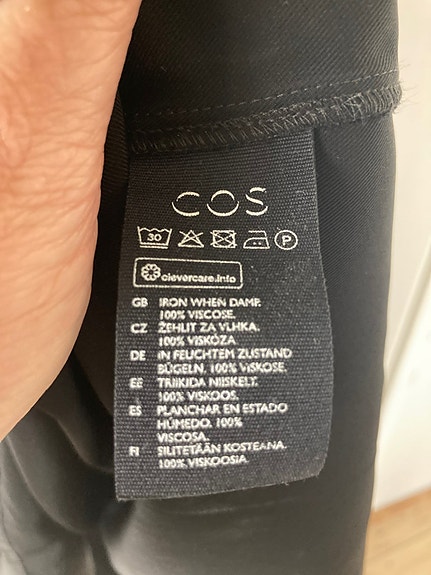 COS
30 P
clevercare.info
GB IRON WHEN DAMP.
100% VISCOSE.
CZ ŽEHLIT ZA VLHKA.
100% VISKÓZA
DE IN FEUCHTEM ZUSTAND
BÜGELN. 100% VISKOSE.
EE TRIIKIDA NIISKELT.
100% VISKOOS.
ES PLANCHAR EN ESTADO
HÚMEDO. 100%
VISCOSA.
FI SILITETÄÄN KOSTEANA.
100% VISKOOSIA